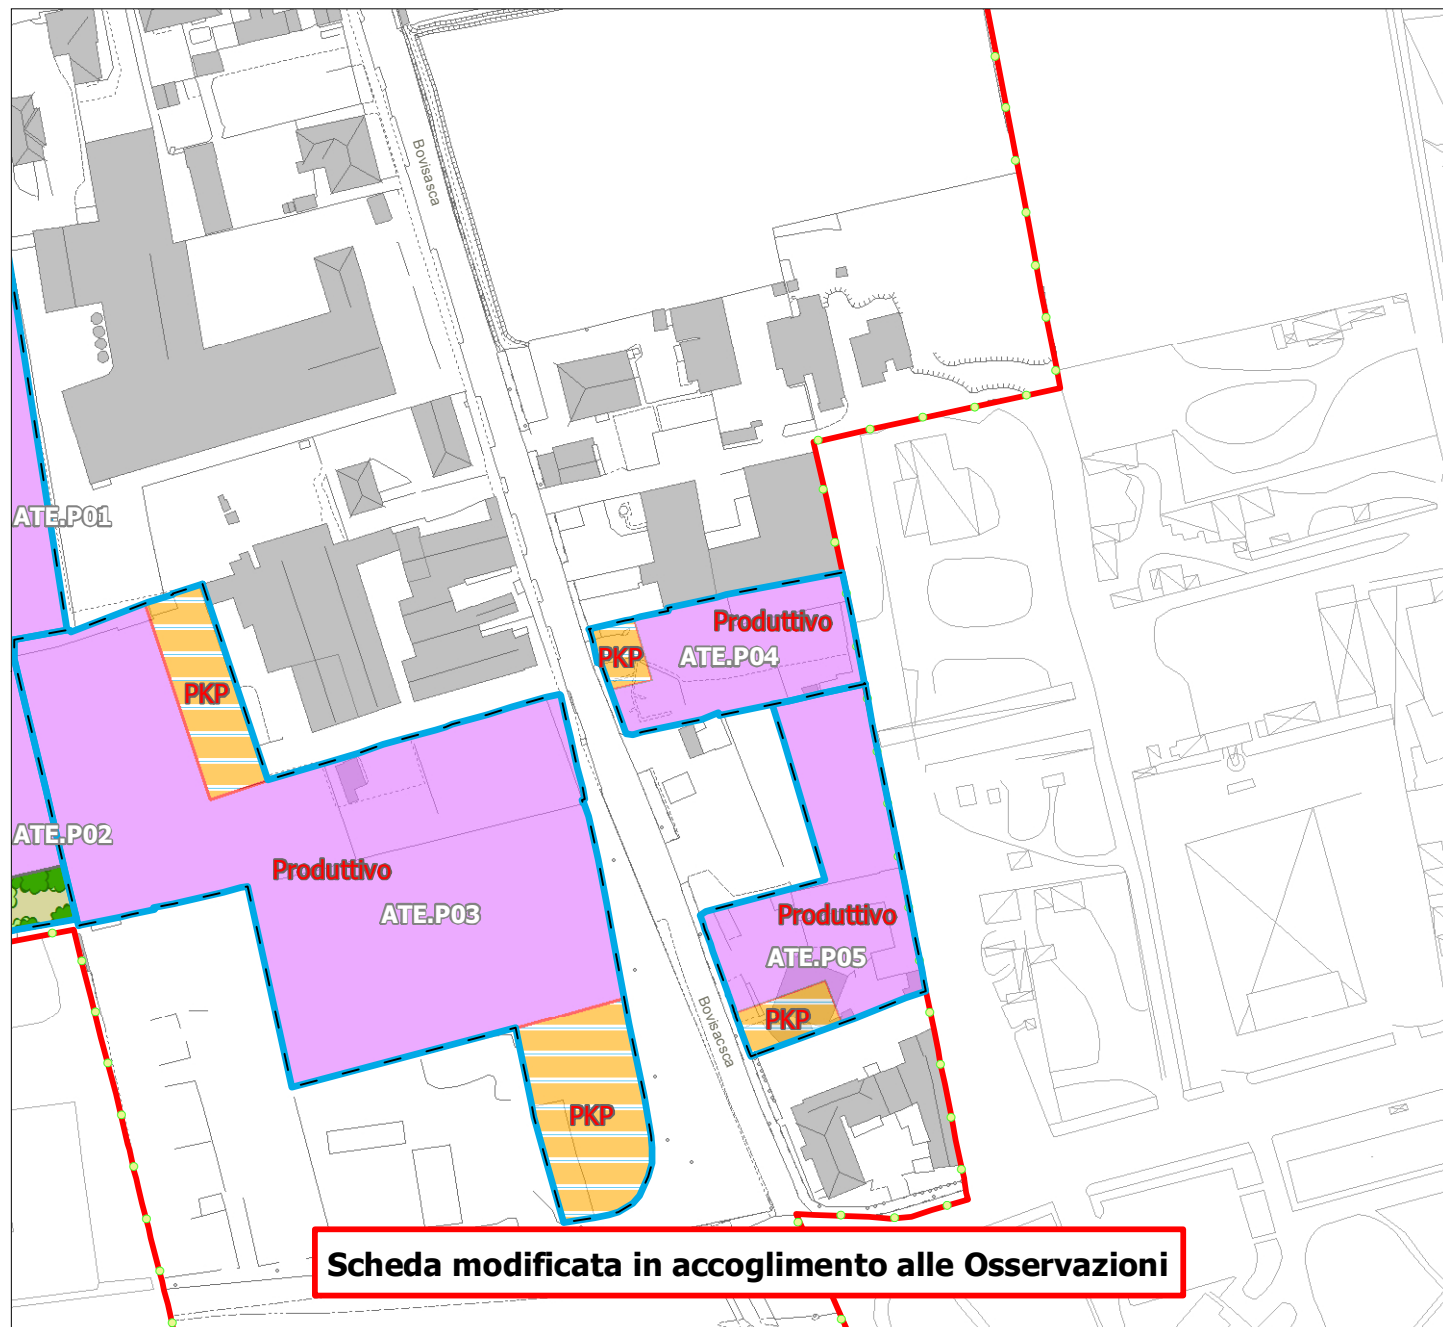 Bovisasca
ATE.P01
Produttivo
PKP
ATE.P04
PKP
ATE.P02
Produttivo
ATE.P03
Produttivo
ATE.P05
PKP
Bovisacsca
PKP
Scheda modificata in accoglimento alle Osservazioni